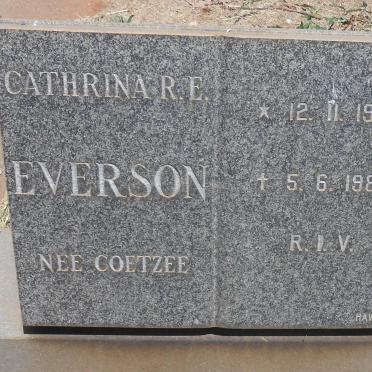 CATHRINA R.E.
EVERSON
NEE COETZEE
* 12. 11. 19
† 5. 6. 198
R.I.V.